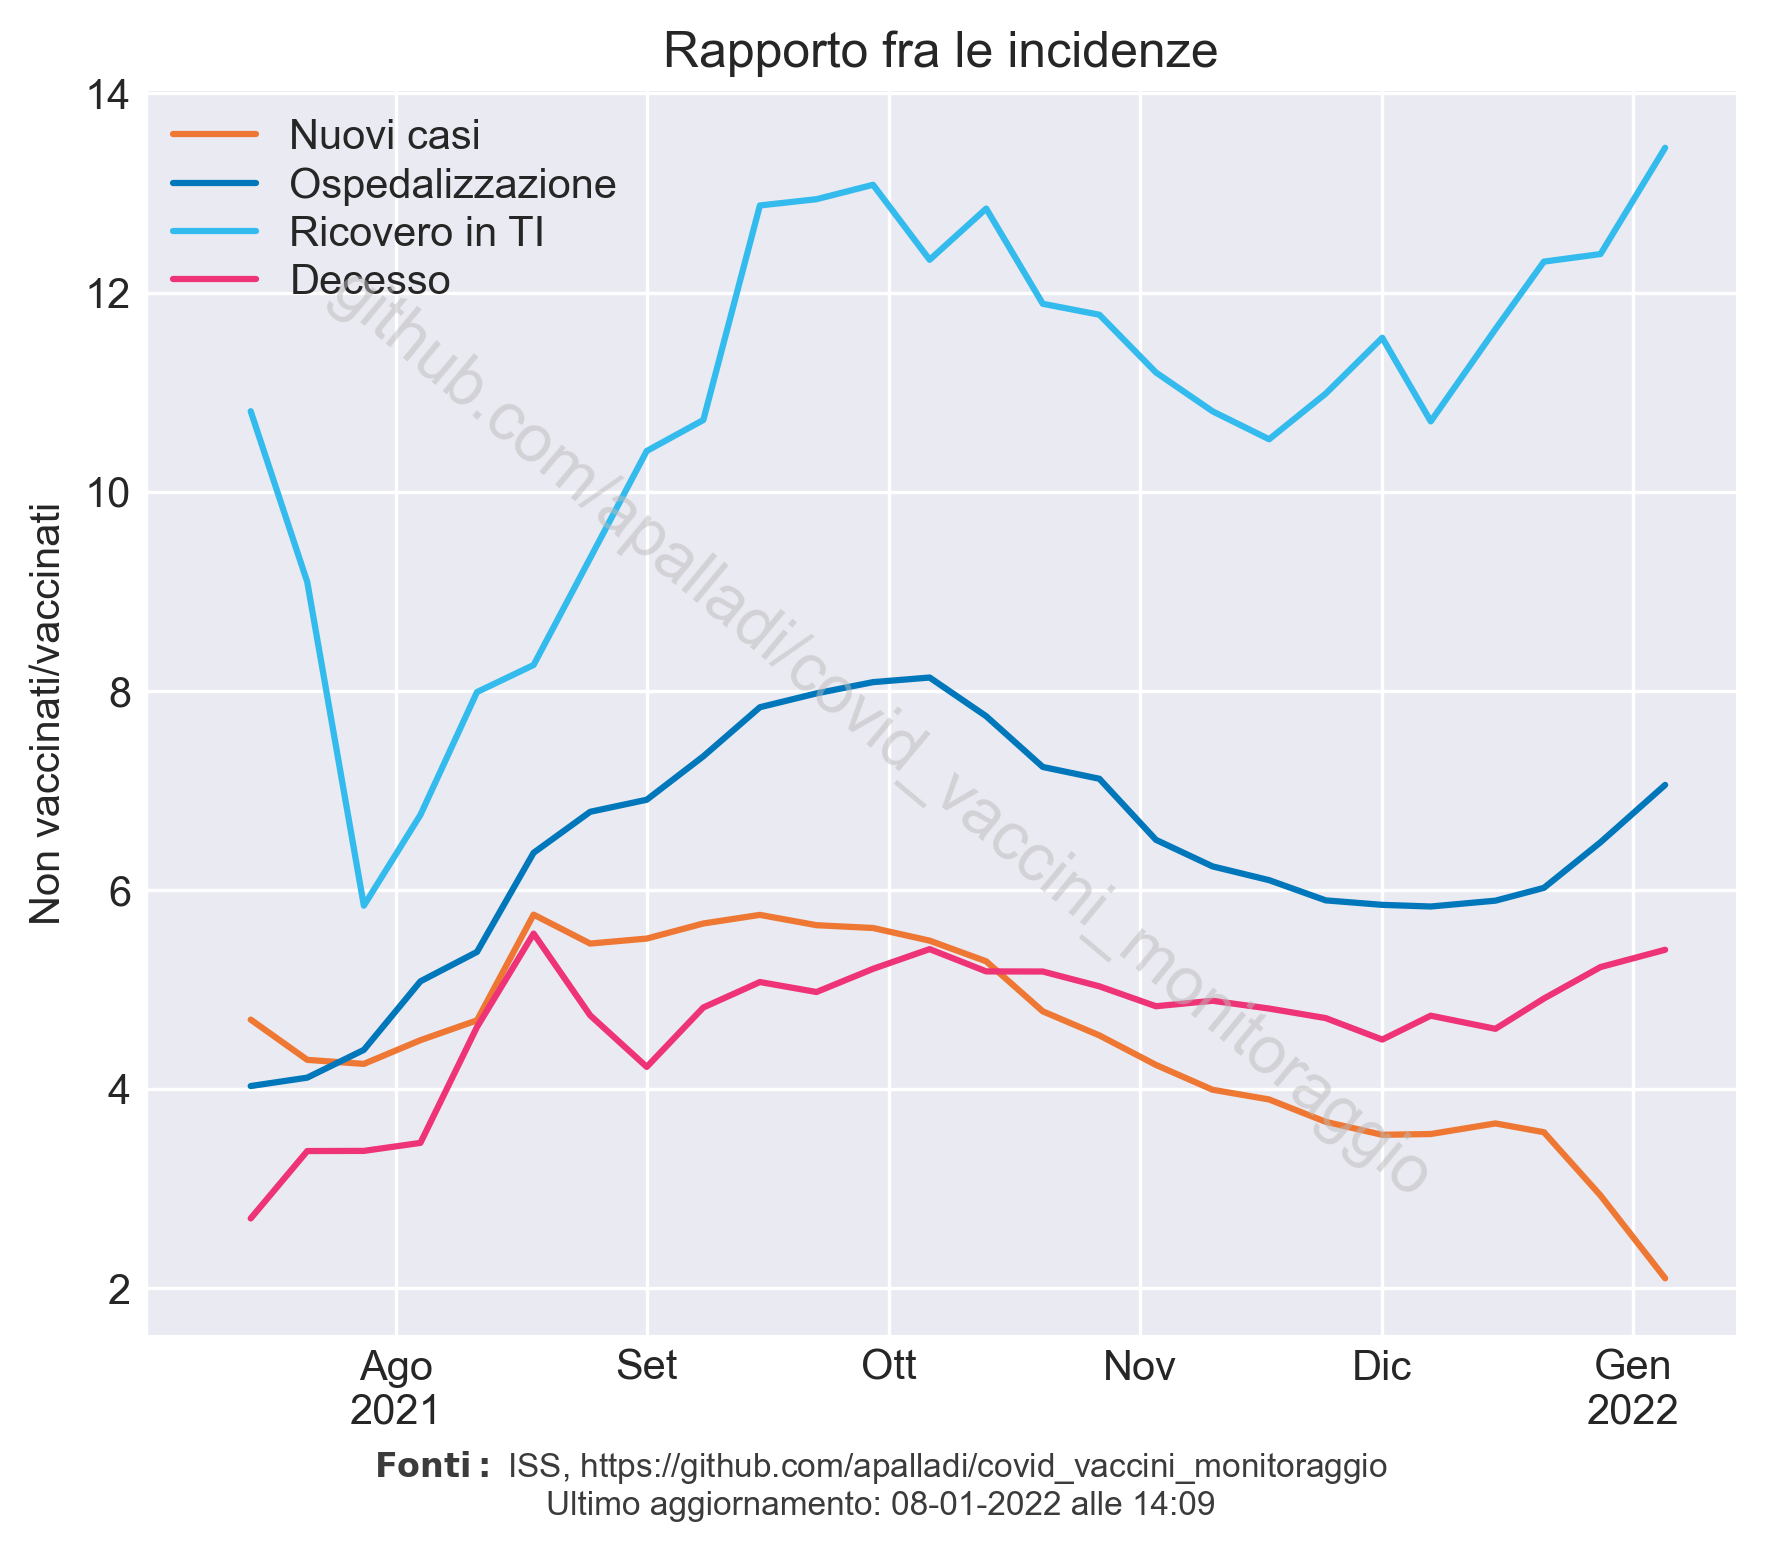 Rapporto fra le incidenze
14
12
10
8
6
4
2
Non vaccinati/vaccinati
Nuovi casi
Ospedalizzazione
Ricovero in TI
Decesso
github.com/apalladi/covid_vaccini_monitoraggio
Ago Set Ott Nov Dic Gen
2021 2022
Fonti: ISS, https://github.com/apalladi/covid_vaccini_monitoraggio
Ultimo aggiornamento: 08-01-2022 alle 14:09